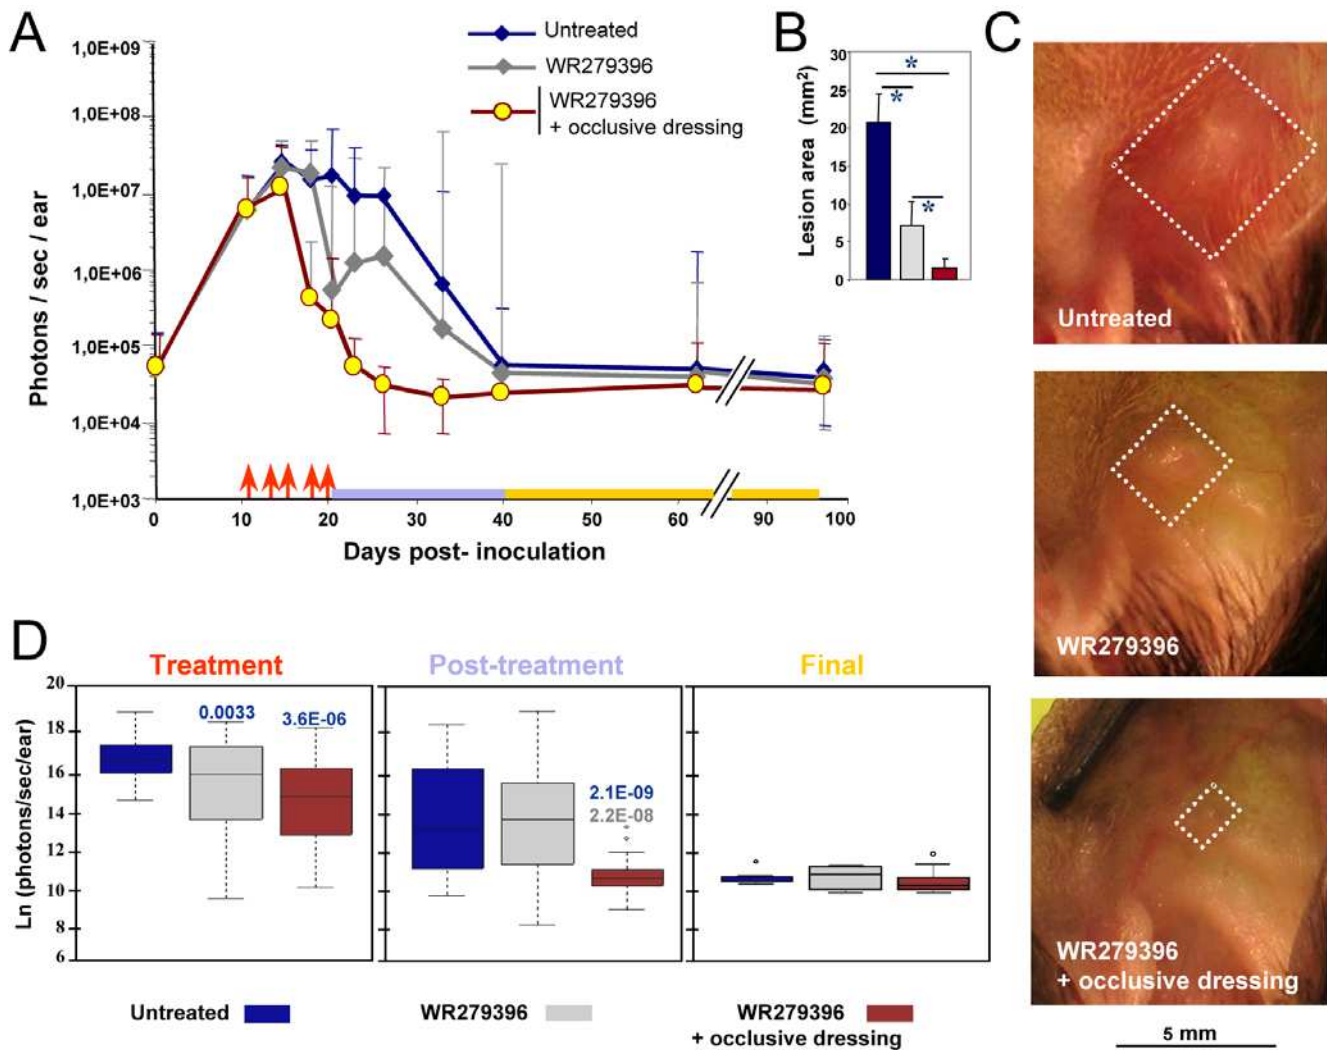 A
Untreated
WR279396
WR279396
+ occlusive dressing
1,0E+09
1,0E+08
1,0E+07
1,0E+06
1,0E+05
1,0E+04
1,0E+03
Photons / sec / ear
0
10
20
30
40
50
60
90
100
Days post- inoculation
B
30
25
20
15
10
5
0
Lesion area (mm²)
*
*
*
C
Untreated
WR279396
WR279396
+ occlusive dressing
5 mm
D
Treatment
Post-treatment
Final
20
18
16
14
12
10
8
6
Ln (photons/sec/ear)
0.0033
3.6E-06
2.1E-09
2.2E-08
Untreated
WR279396
WR279396
+ occlusive dressing